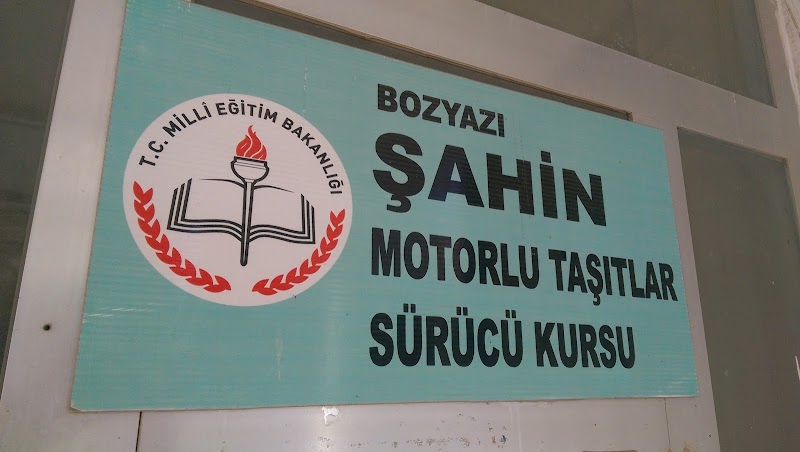 T.C. MİLLÎ EĞİTİM BAKANLIĞI
BOZYAZI
ŞAHİN
MOTORLU TAŞITLAR
SÜRÜCÜ KURSU